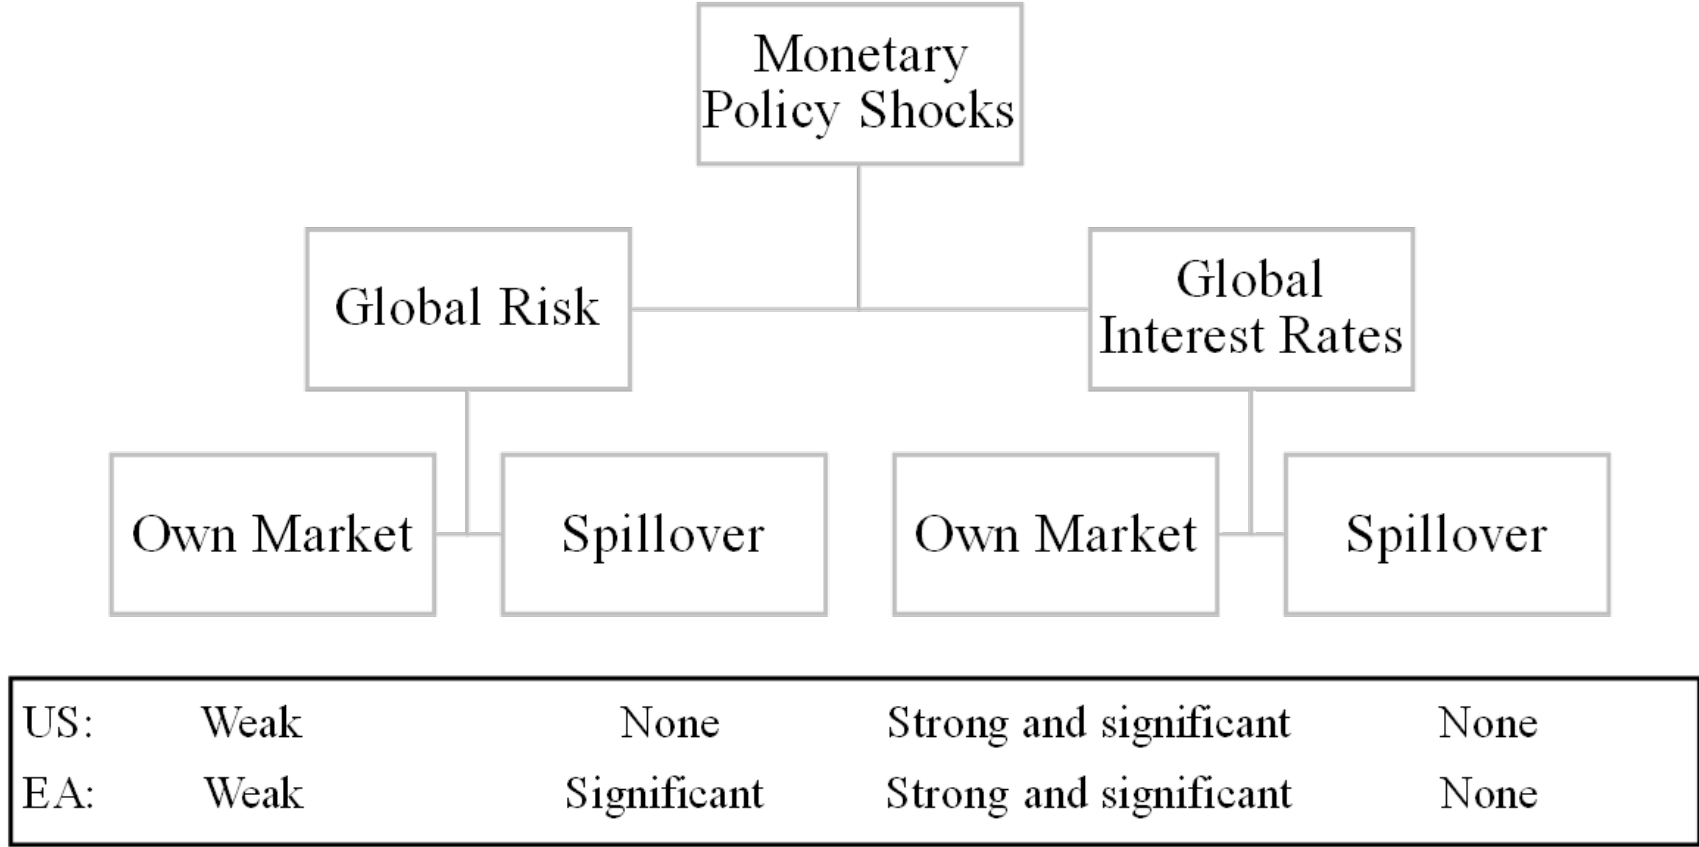 Monetary
Policy Shocks
Global Risk
Global
Interest Rates
Own Market
Spillover
Own Market
Spillover
US: Weak None Strong and significant None
EA: Weak Significant Strong and significant None